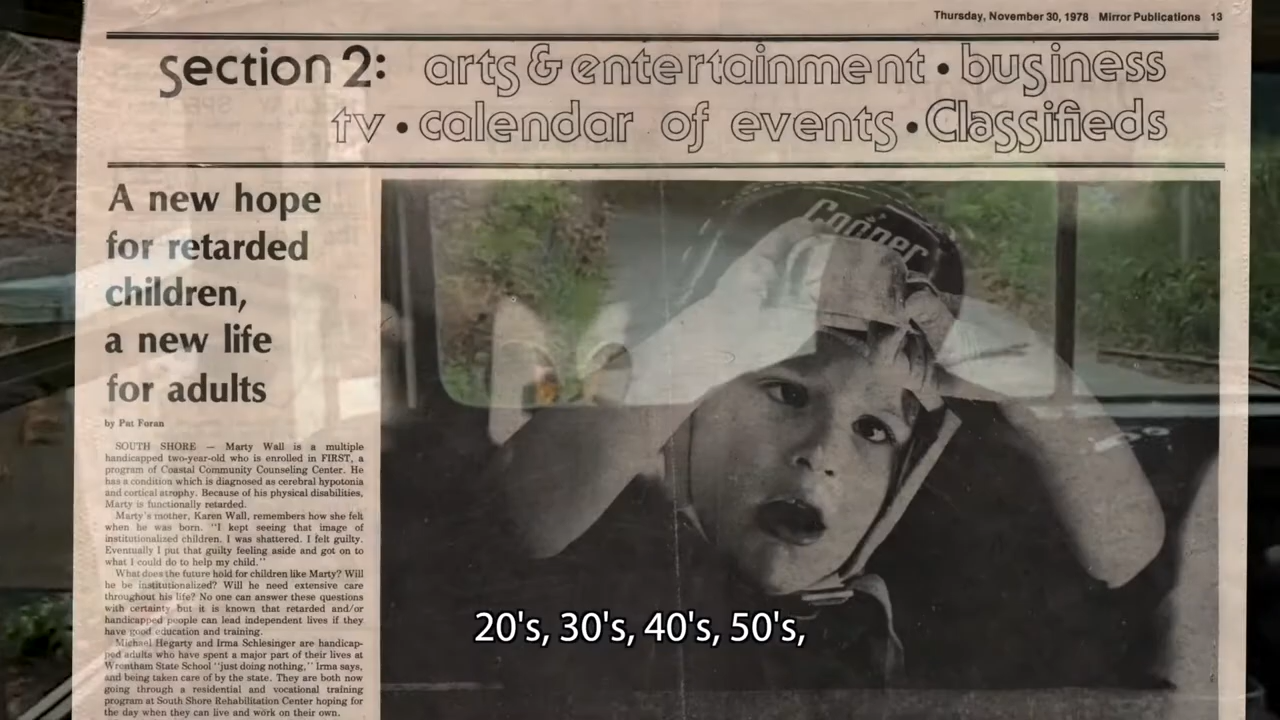 Thursday, November 30, 1978 Mirror Publications 13
section 2: arts & entertainment • business
tv • calendar of events • Classifieds
A new hope
for retarded
children,
a new life
for adults
by Pat Foran
SOUTH SHORE — Marty Wall is a multiple
handicapped two-year-old who is enrolled in FIRST, a
program of Coastal Community Counseling Center. He
has a condition which is diagnosed as cerebral hypotonia
and cortical atrophy. Because of his physical disabilities,
Marty is functionally retarded.
Marty's mother, Karen Wall, remembers how she felt
when he was born. "I kept seeing that image of
institutionalized children. I was shattered. I felt guilty.
Eventually I put that guilty feeling aside and got on to
what I could do to help my child."
What does the future hold for children like Marty? Will
he be institutionalized? Will he need extensive care
throughout his life? No one can answer these questions
with certainty but it is known that retarded and/or
handicapped people can lead independent lives if they
have good education and training.
Michael Hegarty and Irma Schlesinger are handicap-
ped adults who have spent a major part of their lives at
Wrentham State School "just doing nothing," Irma says,
and being taken care of by the state. They are both now
going through a residential and vocational training
program at South Shore Rehabilitation Center hoping for
the day when they can live and work on their own.
Cooper
20's, 30's, 40's, 50's,